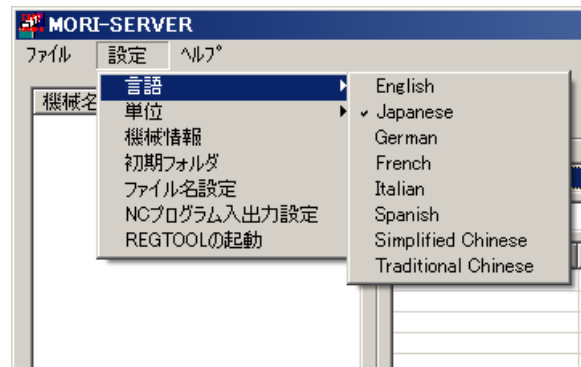 MORI-SERVER
ファイル 設定 ヘルプ
機械名
言語
単位
機械情報
初期フォルダ
ファイル名設定
NCプログラム入出力設定
REGTOOLの起動
English
Japanese
German
French
Italian
Spanish
Simplified Chinese
Traditional Chinese